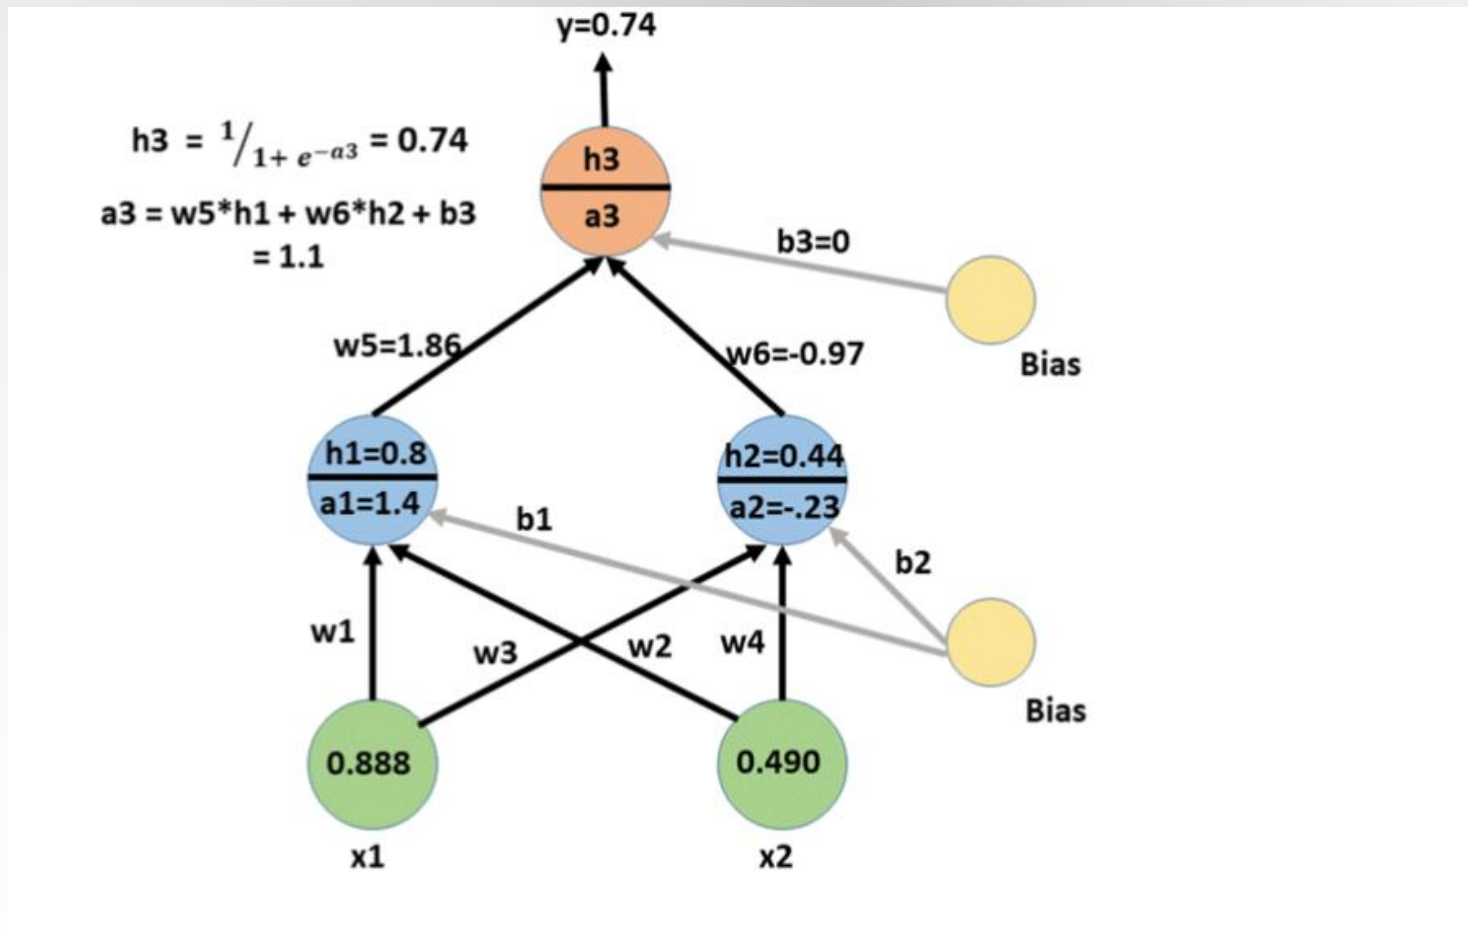 y=0.74
h3 = 1/1+ e^-a3 = 0.74
h3
a3 = w5*h1 + w6*h2 + b3
a3
= 1.1
b3=0
w5=1.86
w6=-0.97
Bias
h1=0.8
h2=0.44
a1=1.4
a2=-.23
b1
b2
w1
w3
w2
w4
Bias
0.888
0.490
x1
x2